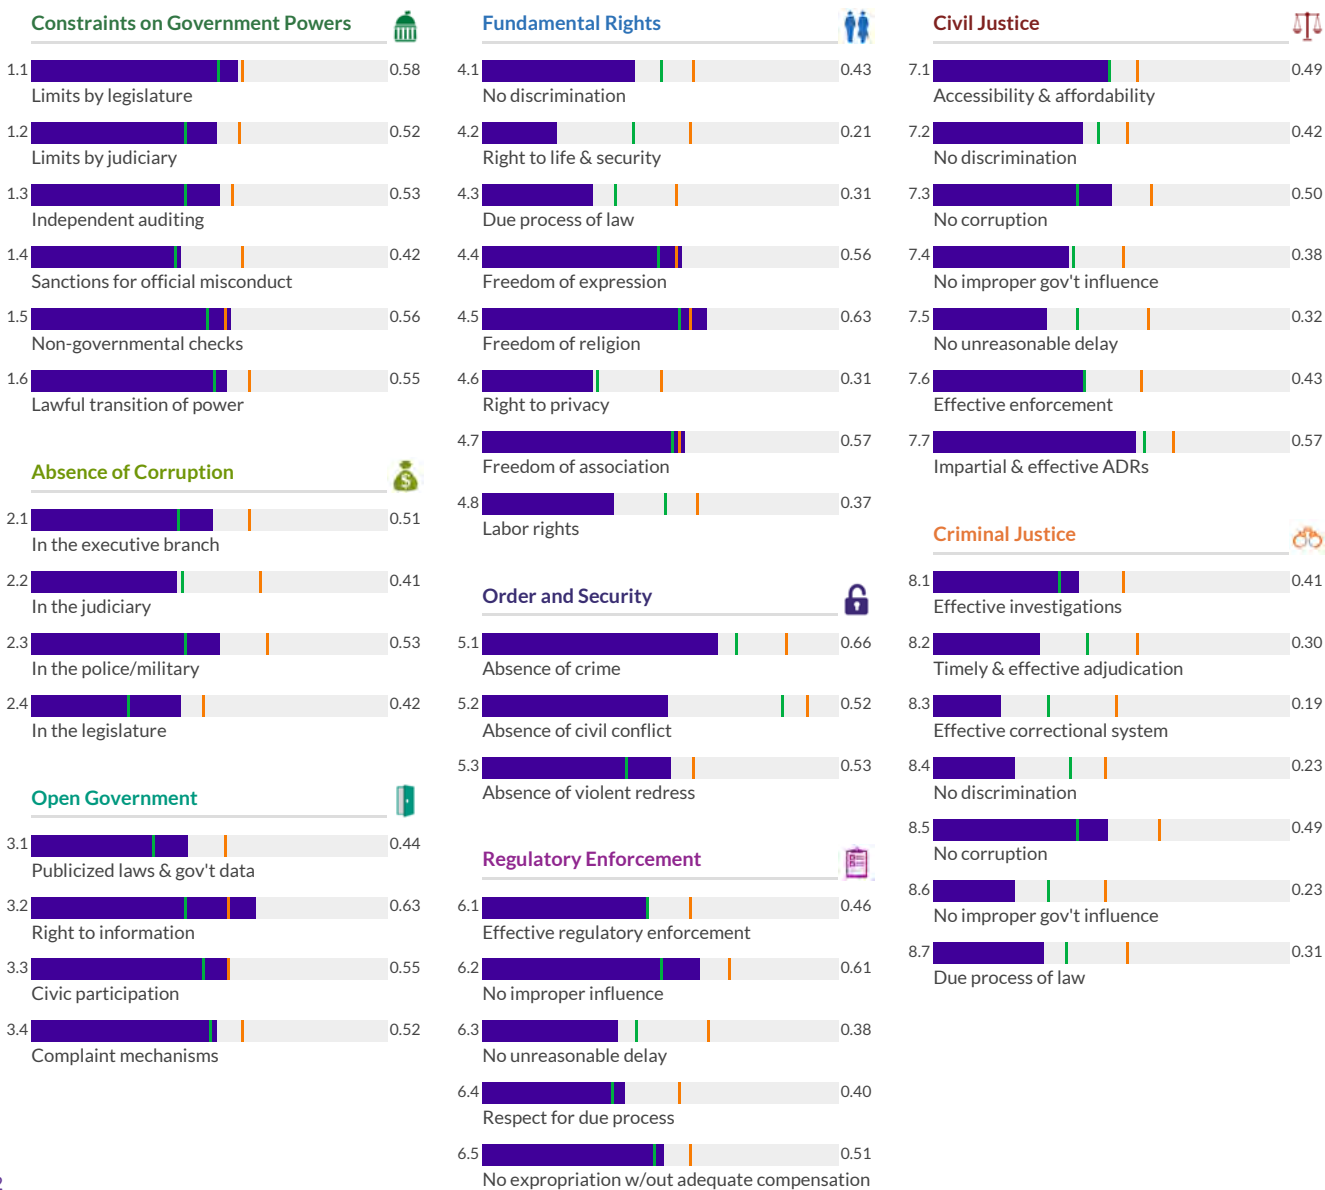 Constraints on Government Powers
1.1 0.58
Limits by legislature
1.2 0.52
Limits by judiciary
1.3 0.53
Independent auditing
1.4 0.42
Sanctions for official misconduct
1.5 0.56
Non-governmental checks
1.6 0.55
Lawful transition of power
Absence of Corruption
$
2.1 0.51
In the executive branch
2.2 0.41
In the judiciary
2.3 0.53
In the police/military
2.4 0.42
In the legislature
Open Government
3.1 0.44
Publicized laws & gov't data
3.2 0.63
Right to information
3.3 0.55
Civic participation
3.4 0.52
Complaint mechanisms
Fundamental Rights
4.1 0.43
No discrimination
4.2 0.21
Right to life & security
4.3 0.31
Due process of law
4.4 0.56
Freedom of expression
4.5 0.63
Freedom of religion
4.6 0.31
Right to privacy
4.7 0.57
Freedom of association
4.8 0.37
Labor rights
Order and Security
5.1 0.66
Absence of crime
5.2 0.52
Absence of civil conflict
5.3 0.53
Absence of violent redress
Regulatory Enforcement
6.1 0.46
Effective regulatory enforcement
6.2 0.61
No improper influence
6.3 0.38
No unreasonable delay
6.4 0.40
Respect for due process
6.5 0.51
No expropriation w/out adequate compensation
Civil Justice
7.1 0.49
Accessibility & affordability
7.2 0.42
No discrimination
7.3 0.50
No corruption
7.4 0.38
No improper gov't influence
7.5 0.32
No unreasonable delay
7.6 0.43
Effective enforcement
7.7 0.57
Impartial & effective ADRs
Criminal Justice
8.1 0.41
Effective investigations
8.2 0.30
Timely & effective adjudication
8.3 0.19
Effective correctional system
8.4 0.23
No discrimination
8.5 0.49
No corruption
8.6 0.23
No improper gov't influence
8.7 0.31
Due process of law